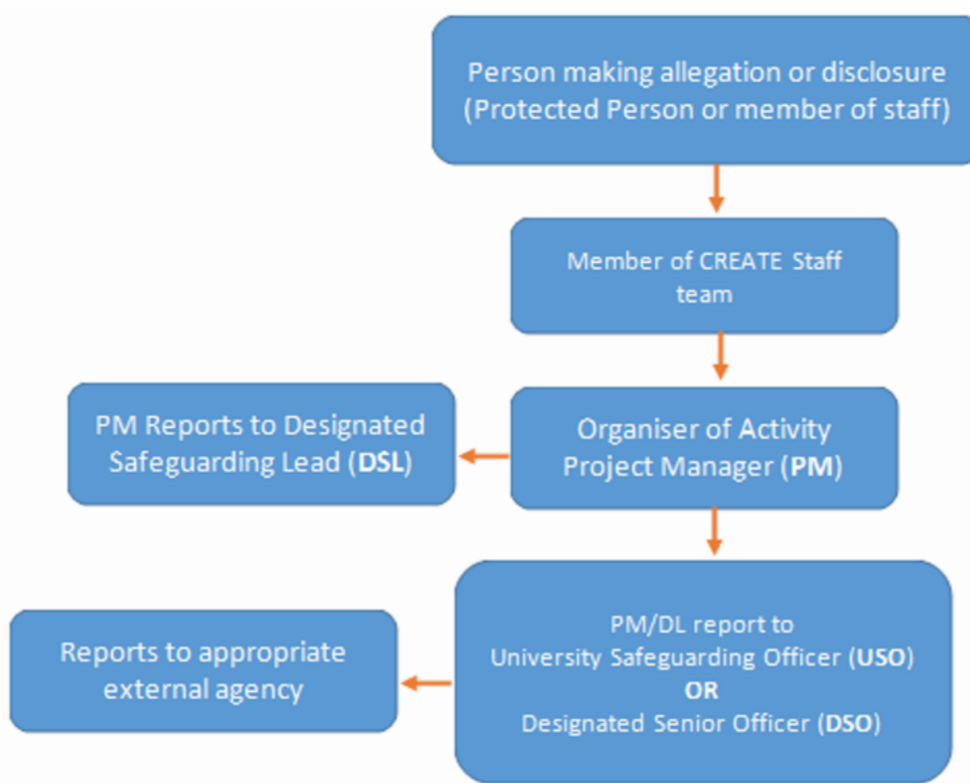 Person making allegation or disclosure
(Protected Person or member of staff)
Member of CREATE Staff
team
PM Reports to Designated
Safeguarding Lead (DSL)
Organiser of Activity
Project Manager (PM)
Reports to appropriate
external agency
PM/DL report to
University Safeguarding Officer (USO)
OR
Designated Senior Officer (DSO)